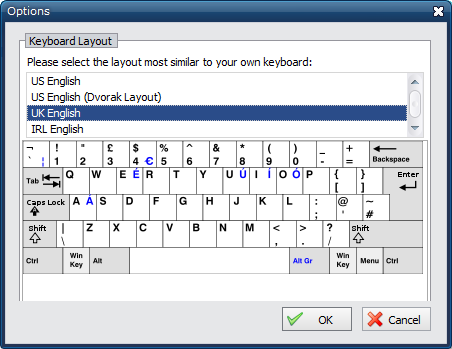 Options
Keyboard Layout
Please select the layout most similar to your own keyboard:
US English
US English (Dvorak Layout)
UK English
IRL English
¬ ! " £ $ % ^ & * ( ) _ +
` ¦ 1 2 3 4 € 5 6 7 8 9 0 - = Backspace
Tab Q W E É R T Y U Ú I Í O Ó P { } Enter
[ ]
Caps Lock A Á S D F G H J K L : @ ~
; ' #
Shift | Z X C V B N M < > ? Shift
\ , . /
Ctrl Win Key Alt Alt Gr Win Key Menu Ctrl
OK Cancel